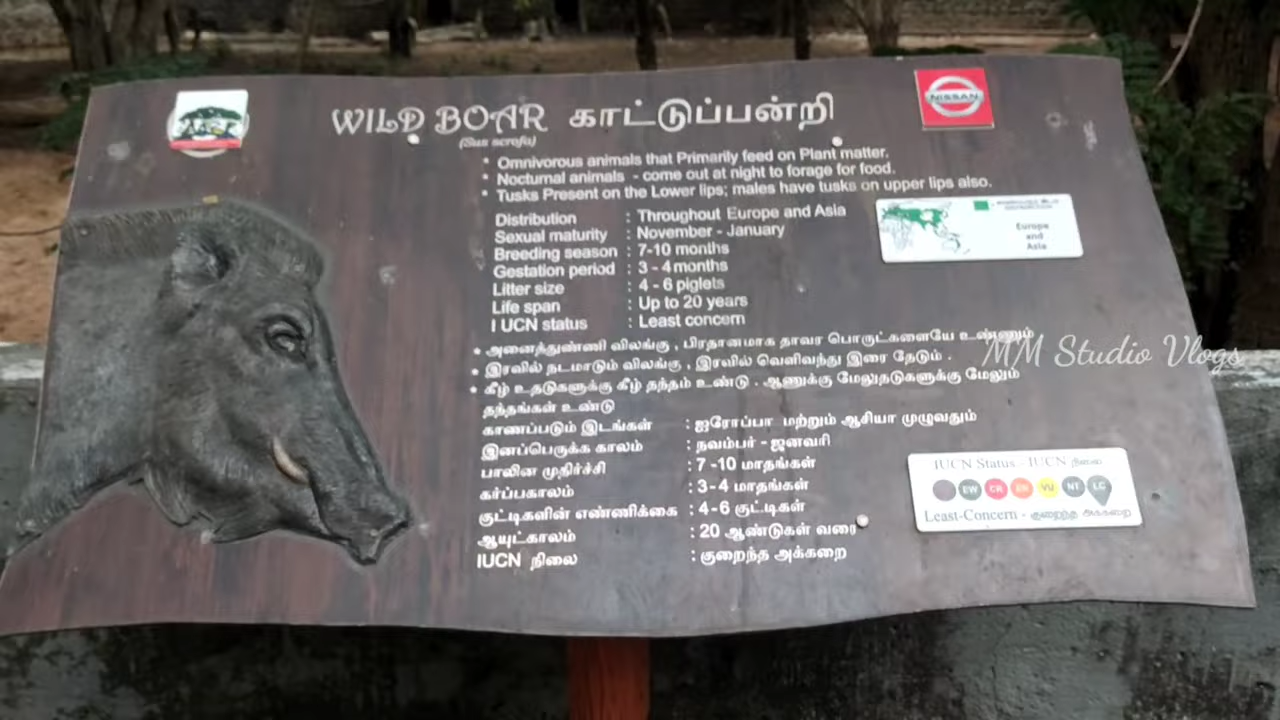 WILD BOAR காட்டுப்பன்றி
(Sus scrofa)
NISSAN
* Omnivorous animals that Primarily feed on Plant matter.
* Nocturnal animals - come out at night to forage for food.
* Tusks Present on the Lower lips; males have tusks on upper lips also.
Distribution : Throughout Europe and Asia
Sexual maturity : November - January
Breeding season : 7-10 months
Gestation period : 3 - 4 months
Litter size : 4 - 6 piglets
Life span : Up to 20 years
IUCN status : Least concern
Europe
and
Asia
* அனைத்துண்ணி விலங்கு , பிரதானமாக தாவர பொருட்களையே உண்ணும்
* இரவில் நடமாடும் விலங்கு , இரவில் வெளிவந்து இரை தேடும் .
* கீழ் உதடுகளுக்கு கீழ் தந்தம் உண்டு . ஆணுக்கு மேலுதடுகளுக்கு மேலும்
தந்தங்கள் உண்டு
காணப்படும் இடங்கள் : ஐரோப்பா மற்றும் ஆசியா முழுவதும்
இனப்பெருக்க காலம் : நவம்பர் - ஜனவரி
பாலின முதிர்ச்சி : 7 -10 மாதங்கள்
கர்ப்பகாலம் : 3-4 மாதங்கள்
குட்டிகளின் எண்ணிக்கை : 4-6 குட்டிகள்
ஆயுட்காலம் : 20 ஆண்டுகள் வரை
IUCN நிலை : குறைந்த அக்கறை
MM Studio Vlogs
IUCN Status - IUCN நிலை
EW CR EN VU NT LC
Least-Concern - குறைந்த அக்கறை